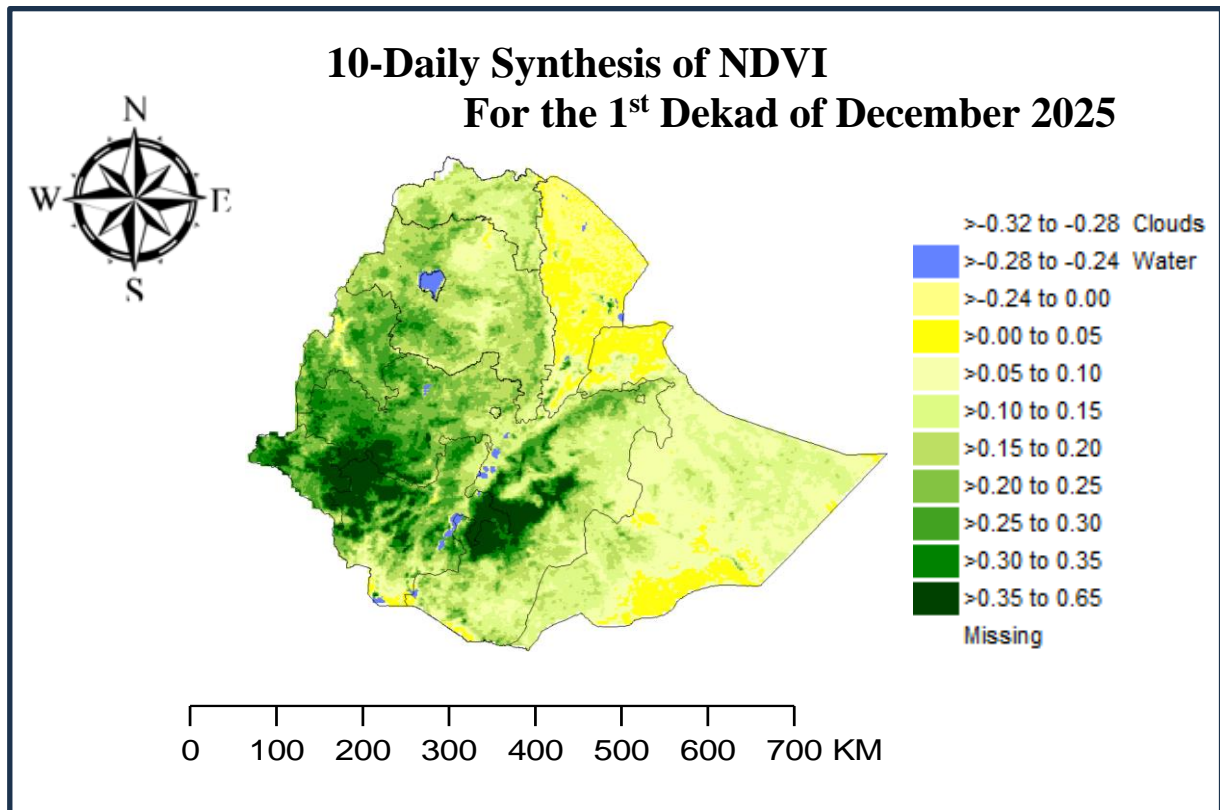 10-Daily Synthesis of NDVI
For the 1st Dekad of December 2025
N
W E
S
>-0.32 to -0.28 Clouds
>-0.28 to -0.24 Water
>-0.24 to 0.00
>0.00 to 0.05
>0.05 to 0.10
>0.10 to 0.15
>0.15 to 0.20
>0.20 to 0.25
>0.25 to 0.30
>0.30 to 0.35
>0.35 to 0.65
Missing
0 100 200 300 400 500 600 700 KM